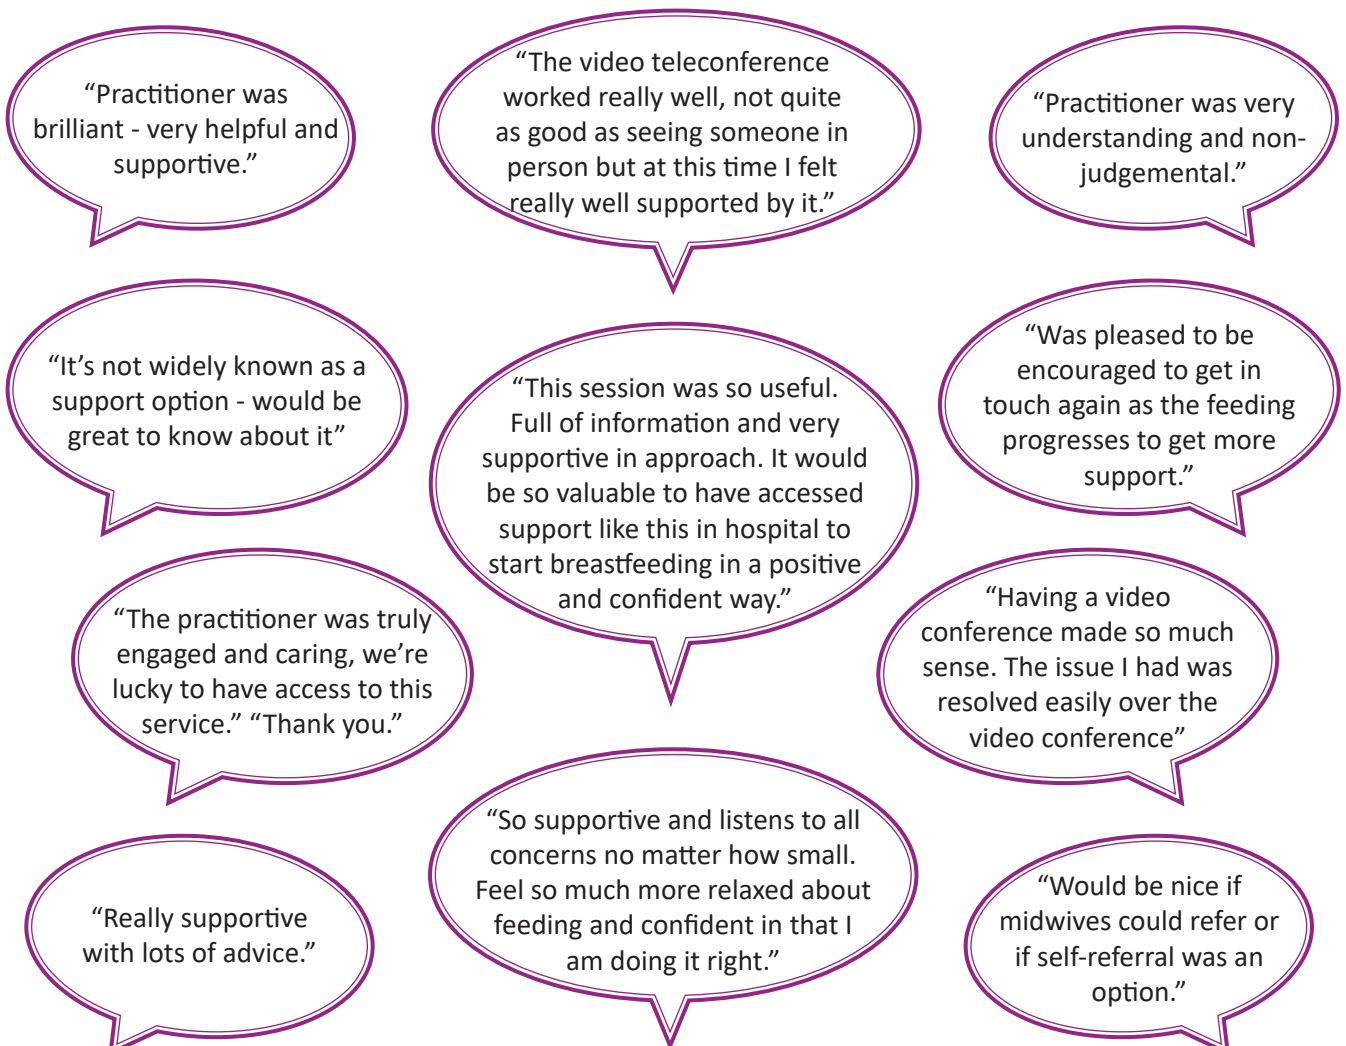 “Practitioner was
brilliant - very helpful and
supportive.”
“The video teleconference
worked really well, not quite
as good as seeing someone in
person but at this time I felt
really well supported by it.”
“Practitioner was very
understanding and non-
judgemental.”
“It’s not widely known as a
support option - would be
great to know about it”
“This session was so useful.
Full of information and very
supportive in approach. It would
be so valuable to have accessed
support like this in hospital to
start breastfeeding in a positive
and confident way.”
“Was pleased to be
encouraged to get in
touch again as the feeding
progresses to get more
support.”
“The practitioner was truly
engaged and caring, we’re
lucky to have access to this
service.” “Thank you.”
“Having a video
conference made so much
sense. The issue I had was
resolved easily over the
video conference”
“Really supportive
with lots of advice.”
“So supportive and listens to all
concerns no matter how small.
Feel so much more relaxed about
feeding and confident in that I
am doing it right.”
“Would be nice if
midwives could refer or
if self-referral was an
option.”